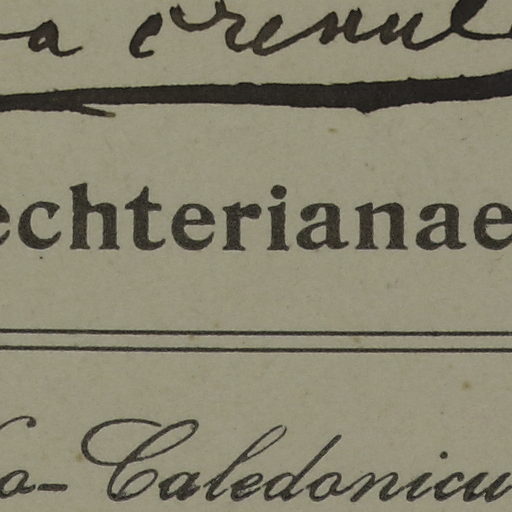 a crenul
echterianae
o-Caledonicu